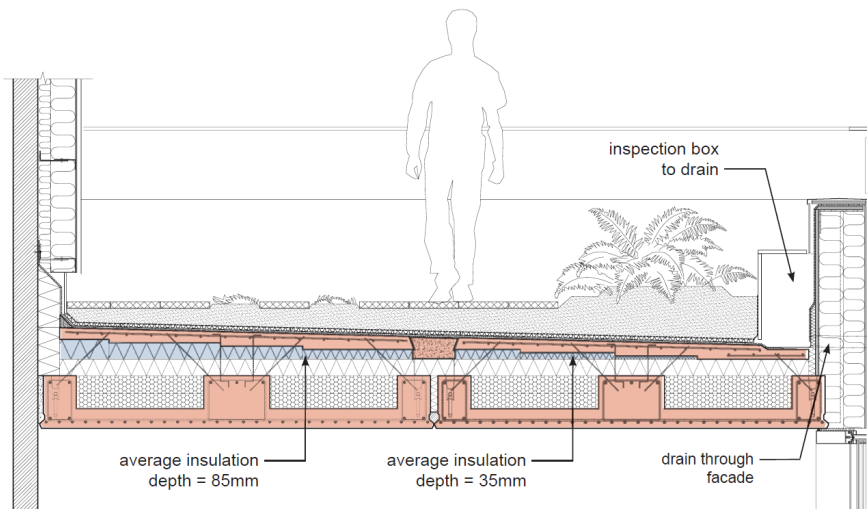 inspection box
to drain
average insulation
depth = 85mm
average insulation
depth = 35mm
drain through
facade